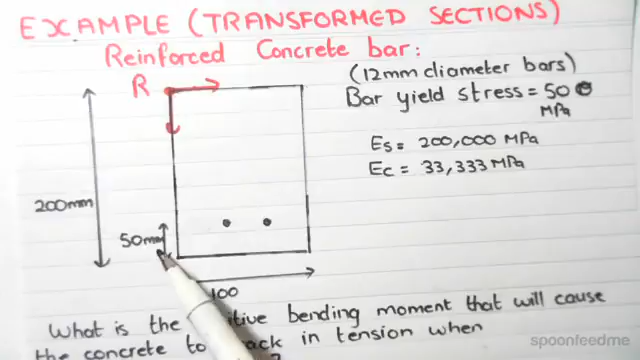 EXAMPLE (TRANSFORMED SECTIONS)
Reinforced Concrete bar:
(12mm diameter bars)
R
Bar yield stress = 500
MPa
Es = 200,000 MPa
Ec = 33,333 MPa
200mm
50mm
100
What is the bending moment that will cause
the concrete to in tension when
spoonfeedme